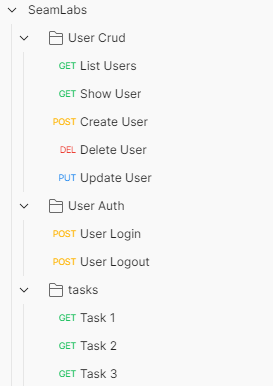 SeamLabs
User Crud
GET List Users
GET Show User
POST Create User
DEL Delete User
PUT Update User
User Auth
POST User Login
POST User Logout
tasks
GET Task 1
GET Task 2
GET Task 3